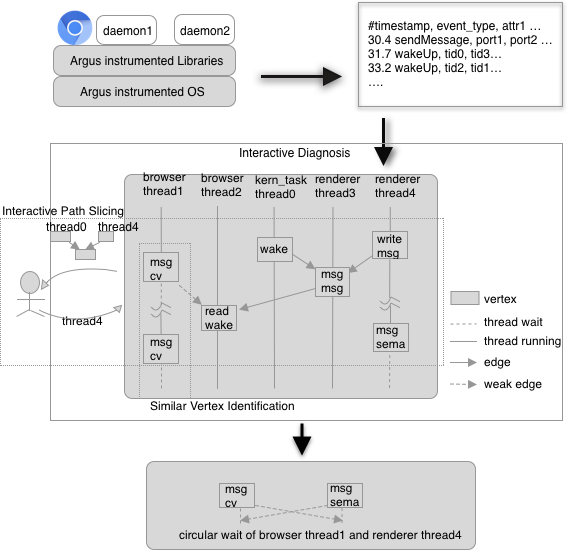 daemon1
daemon2
Argus instrumented Libraries
Argus instrumented OS
#timestamp, event_type, attr1 ...
30.4 sendMessage, port1, port2 ...
31.7 wakeUp, tid0, tid3...
33.2 wakeUp, tid2, tid1...
....
Interactive Diagnosis
browser
thread1
browser
thread2
kern_task
thread0
renderer
thread3
renderer
thread4
Interactive Path Slicing
thread0
thread4
thread4
msg
cv
msg
cv
read
wake
wake
msg
msg
write
msg
msg
sema
vertex
thread wait
thread running
edge
weak edge
Similar Vertex Identification
msg
cv
msg
sema
circular wait of browser thread1 and renderer thread4